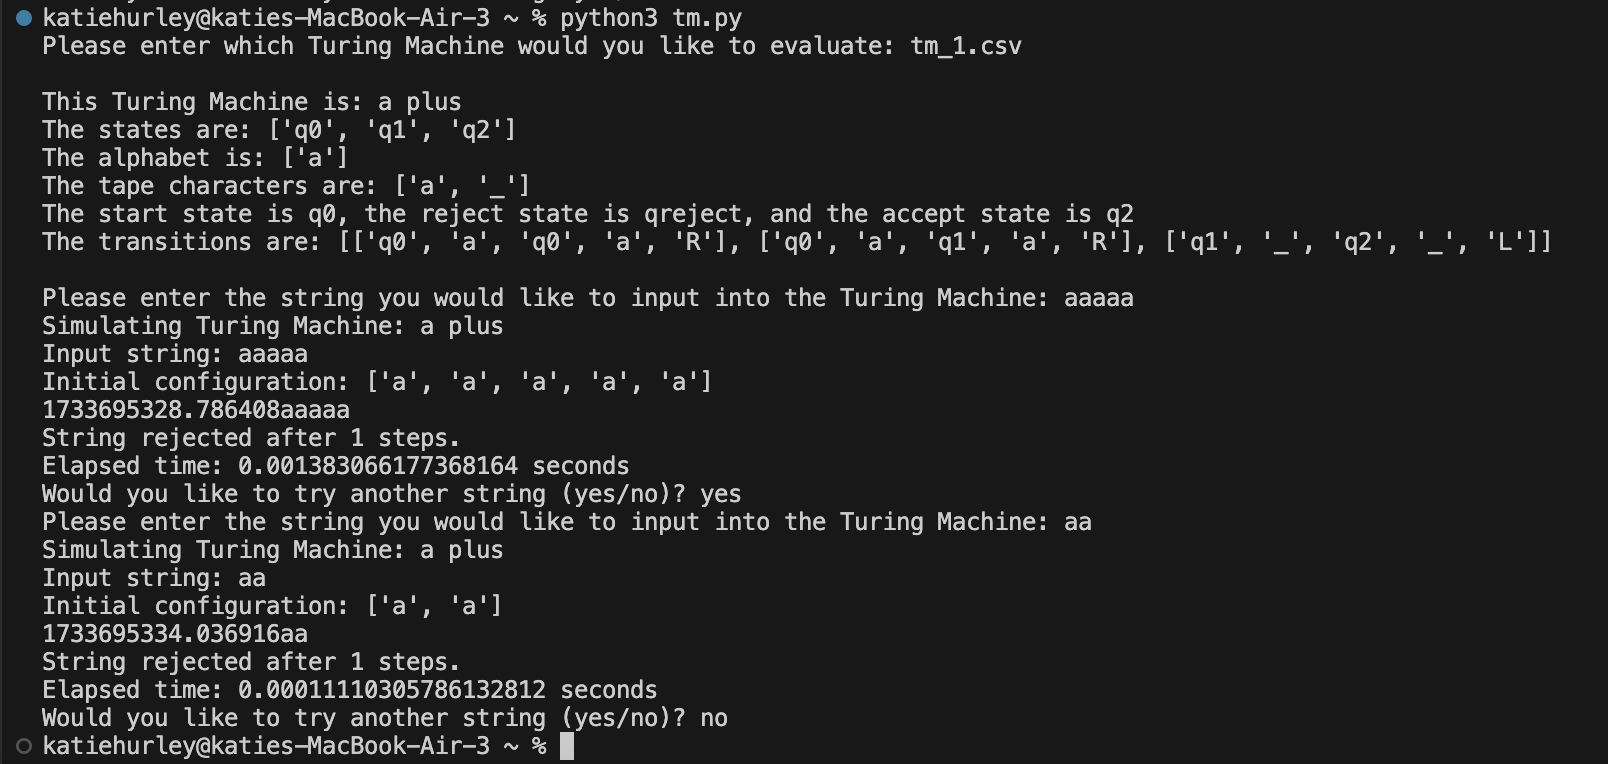 katiehurley@katies-MacBook-Air-3 ~ % python3 tm.py
Please enter which Turing Machine would you like to evaluate: tm_1.csv
This Turing Machine is: a plus
The states are: ['q0', 'q1', 'q2']
The alphabet is: ['a']
The tape characters are: ['a', '_']
The start state is q0, the reject state is qreject, and the accept state is q2
The transitions are: [['q0', 'a', 'q0', 'a', 'R'], ['q0', 'a', 'q1', 'a', 'R'], ['q1', '_', 'q2', '_', 'L']]
Please enter the string you would like to input into the Turing Machine: aaaaa
Simulating Turing Machine: a plus
Input string: aaaaa
Initial configuration: ['a', 'a', 'a', 'a', 'a']
1733695328.786408aaaaa
String rejected after 1 steps.
Elapsed time: 0.001383066177368164 seconds
Would you like to try another string (yes/no)? yes
Please enter the string you would like to input into the Turing Machine: aa
Simulating Turing Machine: a plus
Input string: aa
Initial configuration: ['a', 'a']
1733695334.036916aa
String rejected after 1 steps.
Elapsed time: 0.00011110305786132812 seconds
Would you like to try another string (yes/no)? no
katiehurley@katies-MacBook-Air-3 ~ %